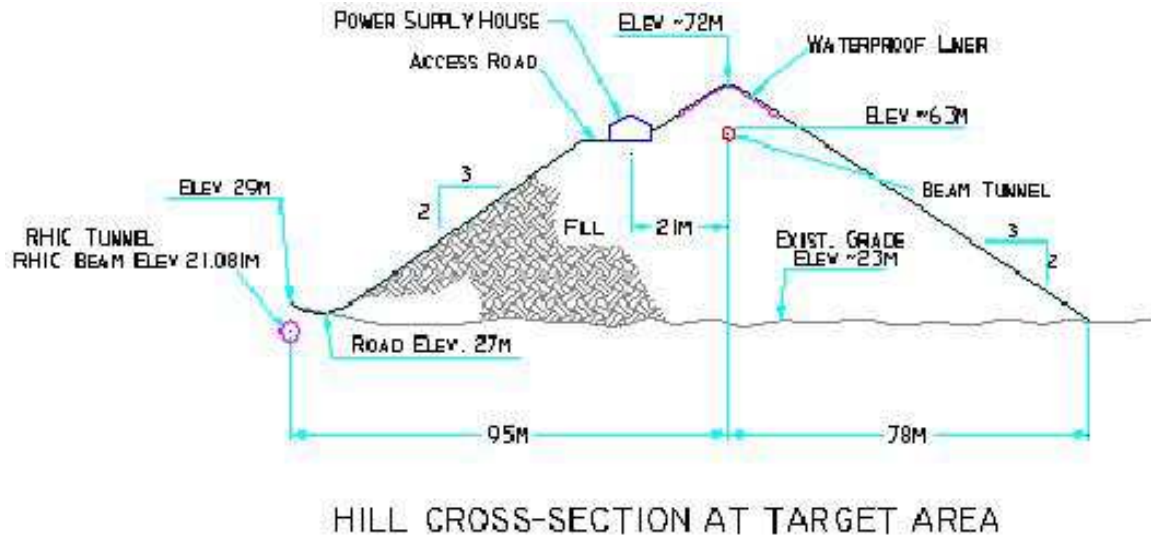 POWER SUPPLY HOUSE
ELEV ~72M
WATERPROOF LINER
ACCESS ROAD
ELEV ~63M
3
2
ELEV 29M
BEAM TUNNEL
FILL
21M
RHIC TUNNEL
RHIC BEAM ELEV 21.081M
EXIST. GRADE
ELEV ~23M
3
2
ROAD ELEV. 27M
95M
78M
HILL CROSS-SECTION AT TARGET AREA